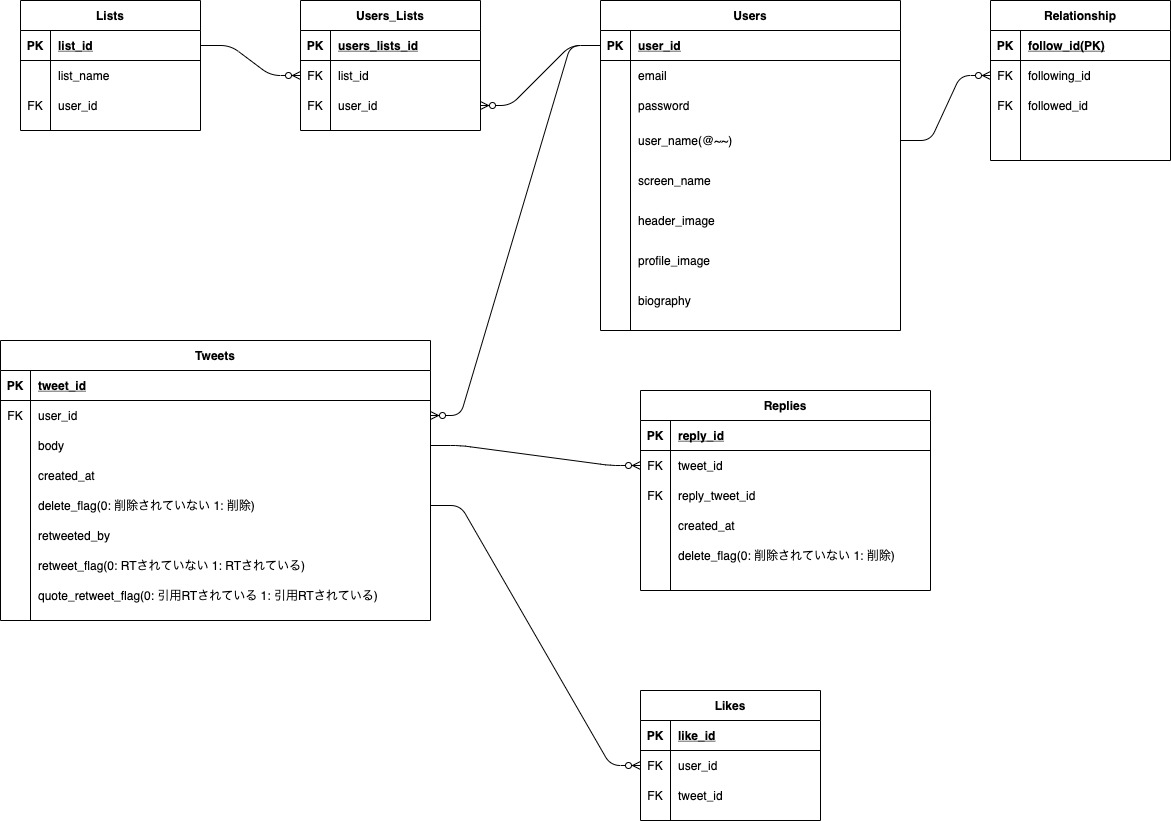 Lists
PK list_id
list_name
FK user_id
Users_Lists
PK users_lists_id
FK list_id
FK user_id
Users
PK user_id
email
password
user_name(@~~)
screen_name
header_image
profile_image
biography
Relationship
PK follow_id(PK)
FK following_id
FK followed_id
Tweets
PK tweet_id
FK user_id
body
created_at
delete_flag(0: 削除されていない 1: 削除)
retweeted_by
retweet_flag(0: RTされていない 1: RTされている)
quote_retweet_flag(0: 引用RTされている 1: 引用RTされている)
Replies
PK reply_id
FK tweet_id
FK reply_tweet_id
created_at
delete_flag(0: 削除されていない 1: 削除)
Likes
PK like_id
FK user_id
FK tweet_id